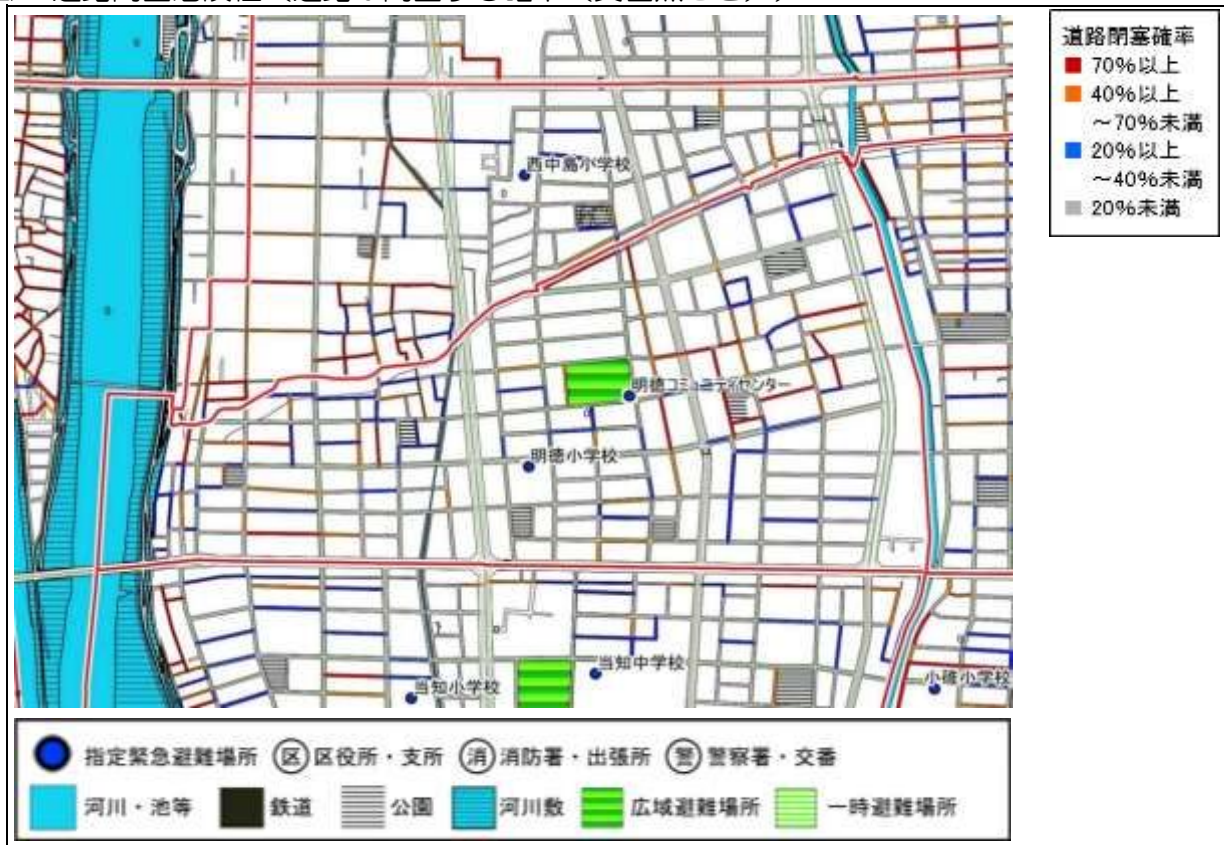 道路閉塞確率
70%以上
40%以上
～70%未満
20%以上
～40%未満
20%未満
西中島小学校
明徳コミュニティセンター
明徳小学校
当知中学校
当知小学校
小碓小学校
指定緊急避難場所 区 区役所・支所 消 消防署・出張所 警 警察署・交番
河川・池等 鉄道 公園 河川敷 広域避難場所 一時避難場所